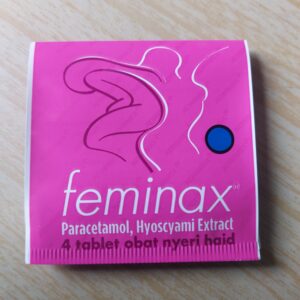 feminax
Paracetamol, Hyoscyami Extract
4 tablet obat nyeri haid